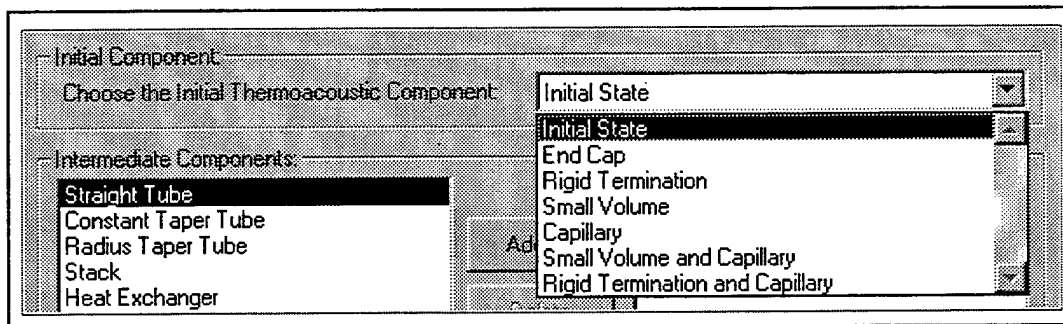 Initial Component:
Choose the Initial Thermoacoustic Component: Initial State
Initial State
End Cap
Rigid Termination
Small Volume
Capillary
Small Volume and Capillary
Rigid Termination and Capillary
Intermediate Components:
Straight Tube
Constant Taper Tube
Radius Taper Tube
Stack
Heat Exchanger